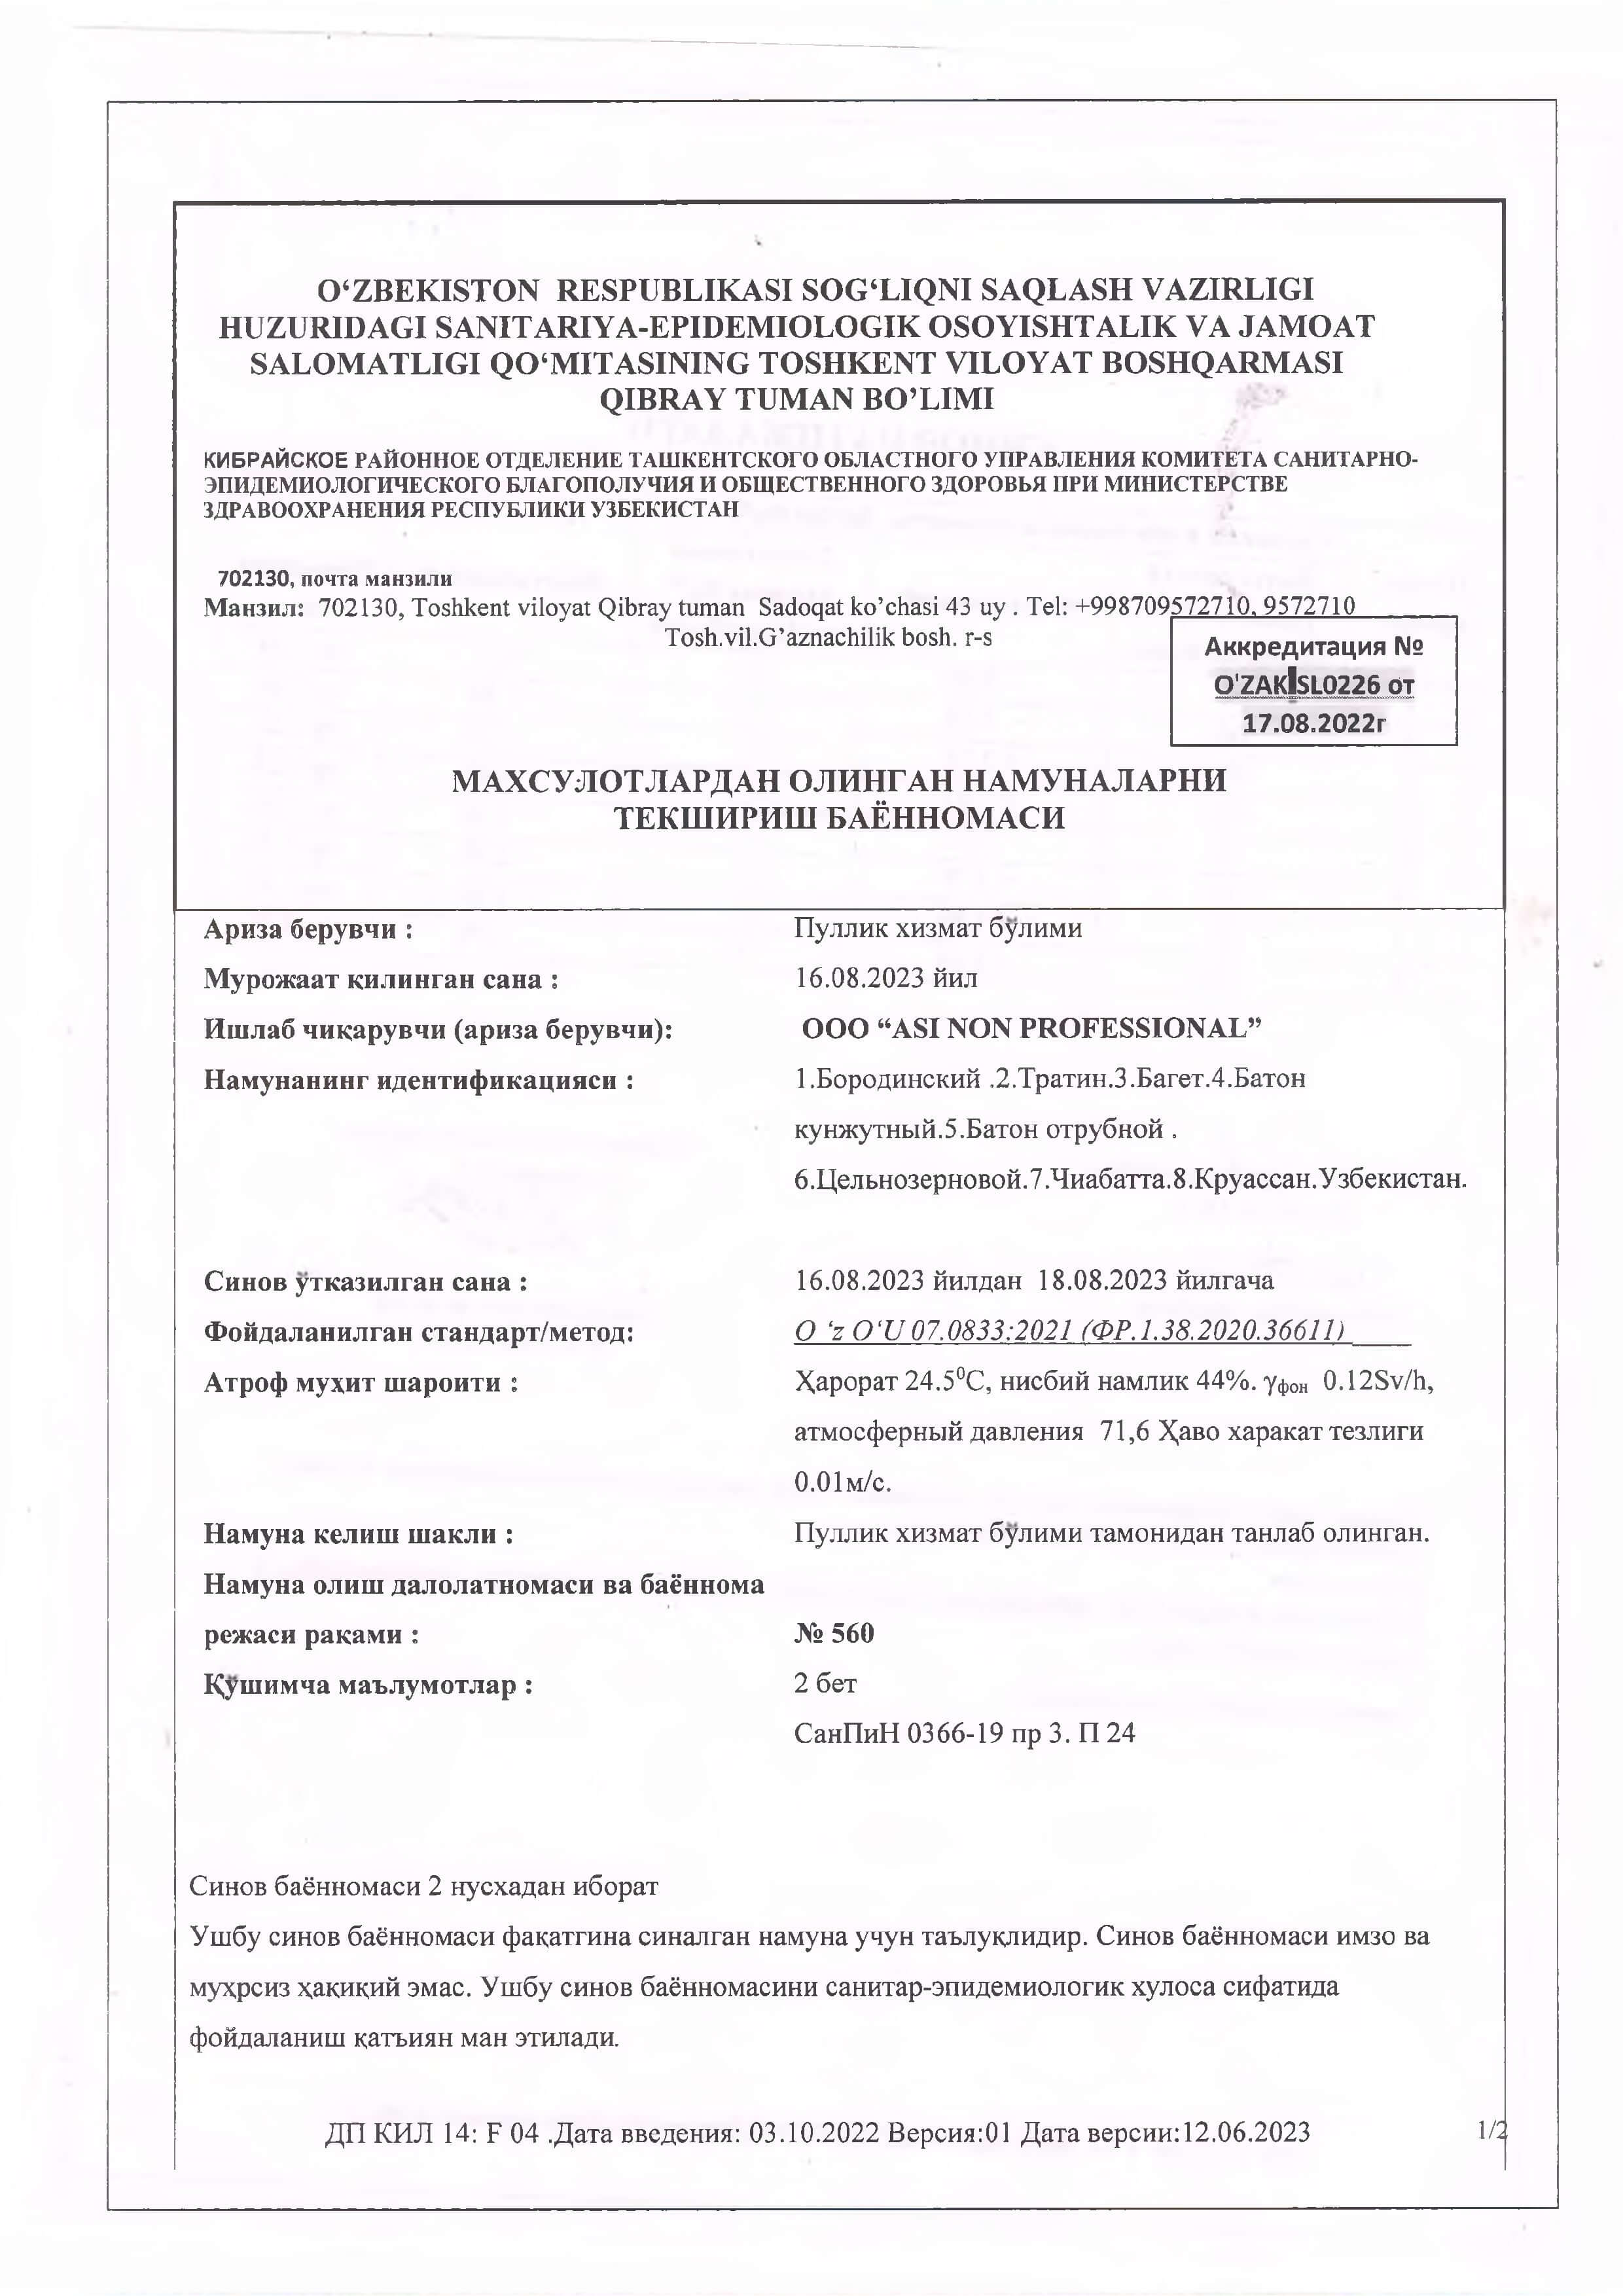 O‘ZBEKISTON RESPUBLIKASI SOG‘LIQNI SAQLASH VAZIRLIGI
HUZURIDAGI SANITARIYA-EPIDEMIOLOGIK OSOYISHTALIK VA JAMOAT
SALOMATLIGI QO‘MITASINING TOSHKENT VILOYAT BOSHQARMASI
QIBRAY TUMAN BO’LIMI
КИБРАЙСКОЕ РАЙОННОЕ ОТДЕЛЕНИЕ ТАШКЕНТСКОГО ОБЛАСТНОГО УПРАВЛЕНИЯ КОМИТЕТА САНИТАРНО-
ЭПИДЕМИОЛОГИЧЕСКОГО БЛАГОПОЛУЧИЯ И ОБЩЕСТВЕННОГО ЗДОРОВЬЯ ПРИ МИНИСТЕРСТВЕ
ЗДРАВООХРАНЕНИЯ РЕСПУБЛИКИ УЗБЕКИСТАН
702130, почта манзили
Манзил: 702130, Toshkent viloyat Qibray tuman Sadoqat ko’chasi 43 uy . Tel: +998709572710, 9572710
Tosh.vil.G’aznachilik bosh. r-s
Аккредитация №
O'ZAK SL0226 от
17.08.2022г
МАХСУЛОТЛАРДАН ОЛИНГАН НАМУНАЛАРНИ
ТЕКШИРИШ БАЁННОМАСИ
Ариза берувчи : Пуллик хизмат бўлими
Мурожаат қилинган сана : 16.08.2023 йил
Ишлаб чиқарувчи (ариза берувчи): ООО “ASI NON PROFESSIONAL”
Намунанинг идентификацияси : 1.Бородинский .2.Тратин.3.Багет.4.Батон
кунжутный.5.Батон отрубной .
6.Цельнозерновой.7.Чиабатта.8.Круассан.Узбекистан.
Синов ўтказилган сана : 16.08.2023 йилдан 18.08.2023 йилгача
Фойдаланилган стандарт/метод: O ‘z O‘U 07.0833:2021 (ФР.1.38.2020.36611)
Атроф муҳит шароити : Ҳарорат 24.5⁰С, нисбий намлик 44%. γфон 0.12Sv/h,
атмосферный давления 71,6 Ҳаво харакат тезлиги
0.01м/с.
Намуна келиш шакли : Пуллик хизмат бўлими тамонидан танлаб олинган.
Намуна олиш далолатномаси ва баённома
режаси раками : № 560
Қўшимча маълумотлар : 2 бет
СанПиН 0366-19 пр 3. П 24
Синов баённомаси 2 нусхадан иборат
Ушбу синов баённомаси фақатгина синалган намуна учун таълуқлидир. Синов баённомаси имзо ва
муҳрсиз ҳақиқий эмас. Ушбу синов баённомасини санитар-эпидемиологик хулоса сифатида
фойдаланиш қатъиян ман этилади.
ДП КИЛ 14: F 04 .Дата введения: 03.10.2022 Версия:01 Дата версии:12.06.2023 1/2